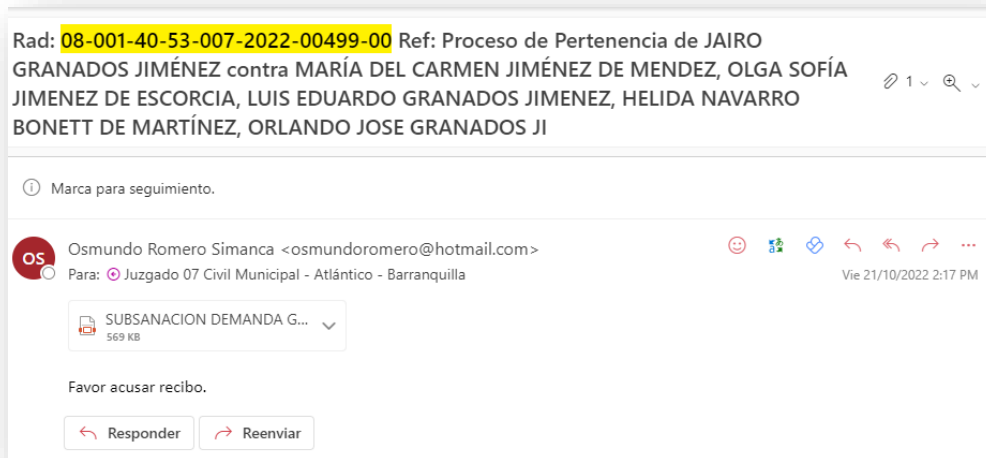 Rad: 08-001-40-53-007-2022-00499-00 Ref: Proceso de Pertenencia de JAIRO
GRANADOS JIMÉNEZ contra MARÍA DEL CARMEN JIMÉNEZ DE MENDEZ, OLGA SOFÍA
JIMENEZ DE ESCORCIA, LUIS EDUARDO GRANADOS JIMENEZ, HELIDA NAVARRO
BONETT DE MARTÍNEZ, ORLANDO JOSE GRANADOS JI
1
Marca para seguimiento.
OS
Osmundo Romero Simanca <osmundoromero@hotmail.com>
Para: Juzgado 07 Civil Municipal - Atlántico - Barranquilla
Vie 21/10/2022 2:17 PM
SUBSANACION DEMANDA G...
569 KB
Favor acusar recibo.
Responder
Reenviar